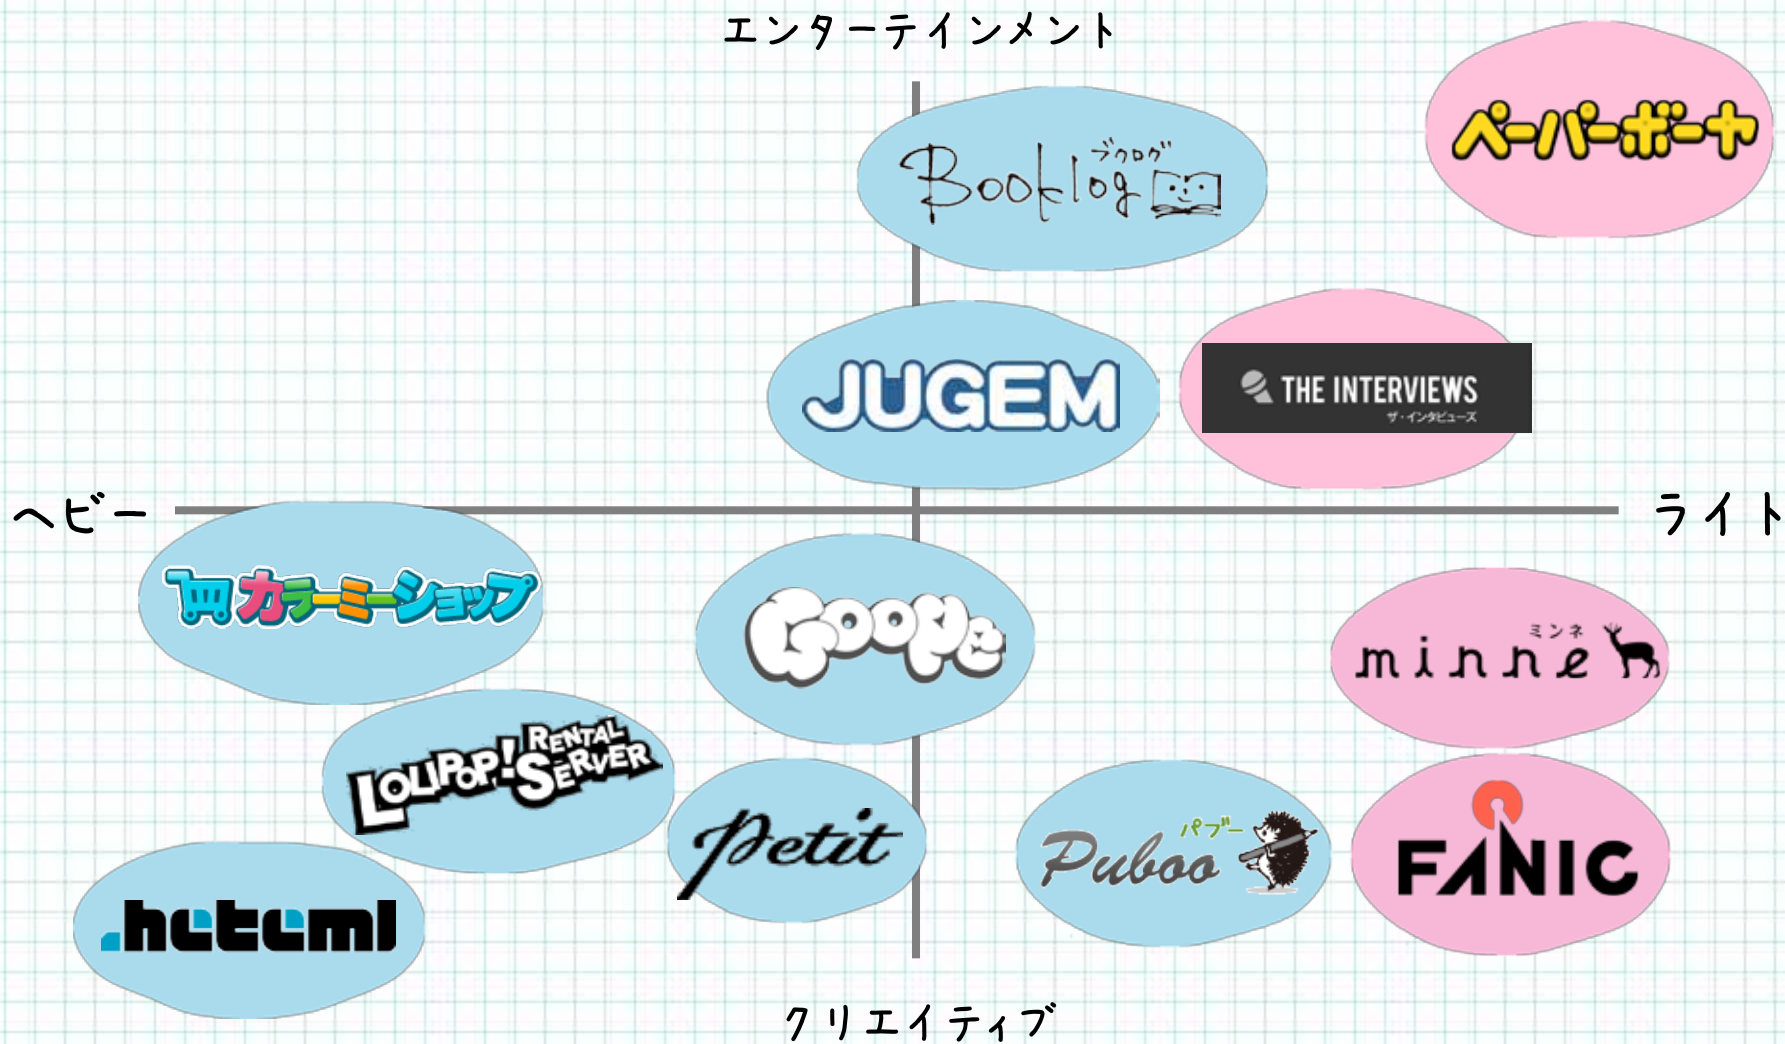 エンターテインメント
ペーパーボーヤ
ブクログ
Booklog
JUGEM
THE INTERVIEWS
ザ・インタビューズ
ヘビー
ライト
カラーミーショップ
Goope
ミンネ
minne
LOLIPOP! RENTAL SERVER
petit
パブー
Puboo
FANIC
.heteml
クリエイティブ